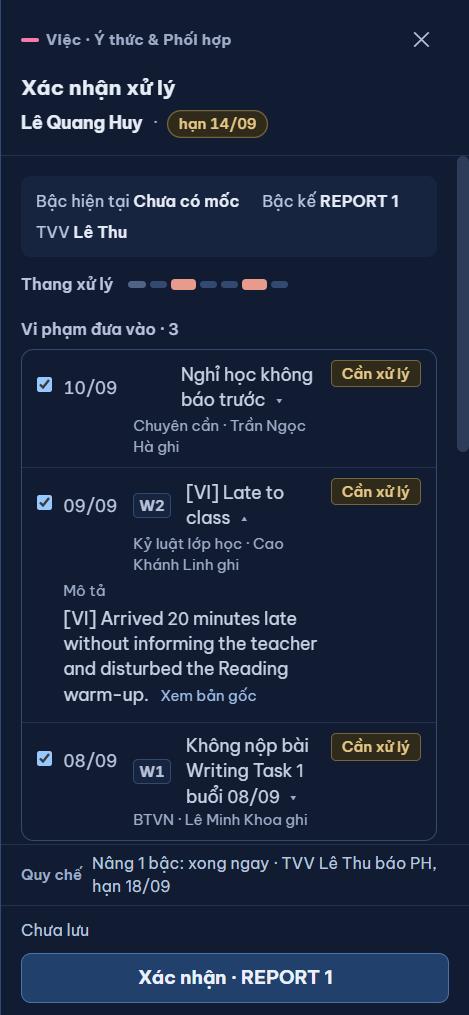 Việc · Ý thức & Phối hợp
Xác nhận xử lý
Lê Quang Huy · hạn 14/09
Bậc hiện tại Chưa có mốc Bậc kế REPORT 1
TVV Lê Thu
Thang xử lý
Vi phạm đưa vào · 3
10/09 Nghỉ học không báo trước Cần xử lý
Chuyên cần · Trần Ngọc
Hà ghi
09/09 W2 [VI] Late to class Cần xử lý
Kỷ luật lớp học · Cao
Khánh Linh ghi
Mô tả
[VI] Arrived 20 minutes late
without informing the teacher
and disturbed the Reading
warm-up. Xem bản gốc
08/09 W1 Không nộp bài Writing Task 1 buổi 08/09 Cần xử lý
BTVN · Lê Minh Khoa ghi
Quy chế Nâng 1 bậc: xong ngay · TVV Lê Thu báo PH,
hạn 18/09
Chưa lưu
Xác nhận · REPORT 1